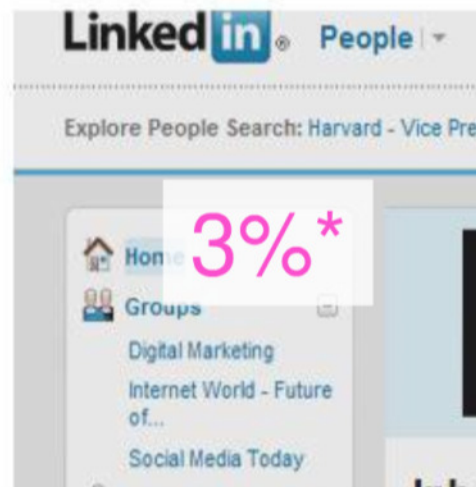 Linked in ® People
Explore People Search: Harvard - Vice Pre
3%*
Home
Groups
Digital Marketing
Internet World - Future
of...
Social Media Today